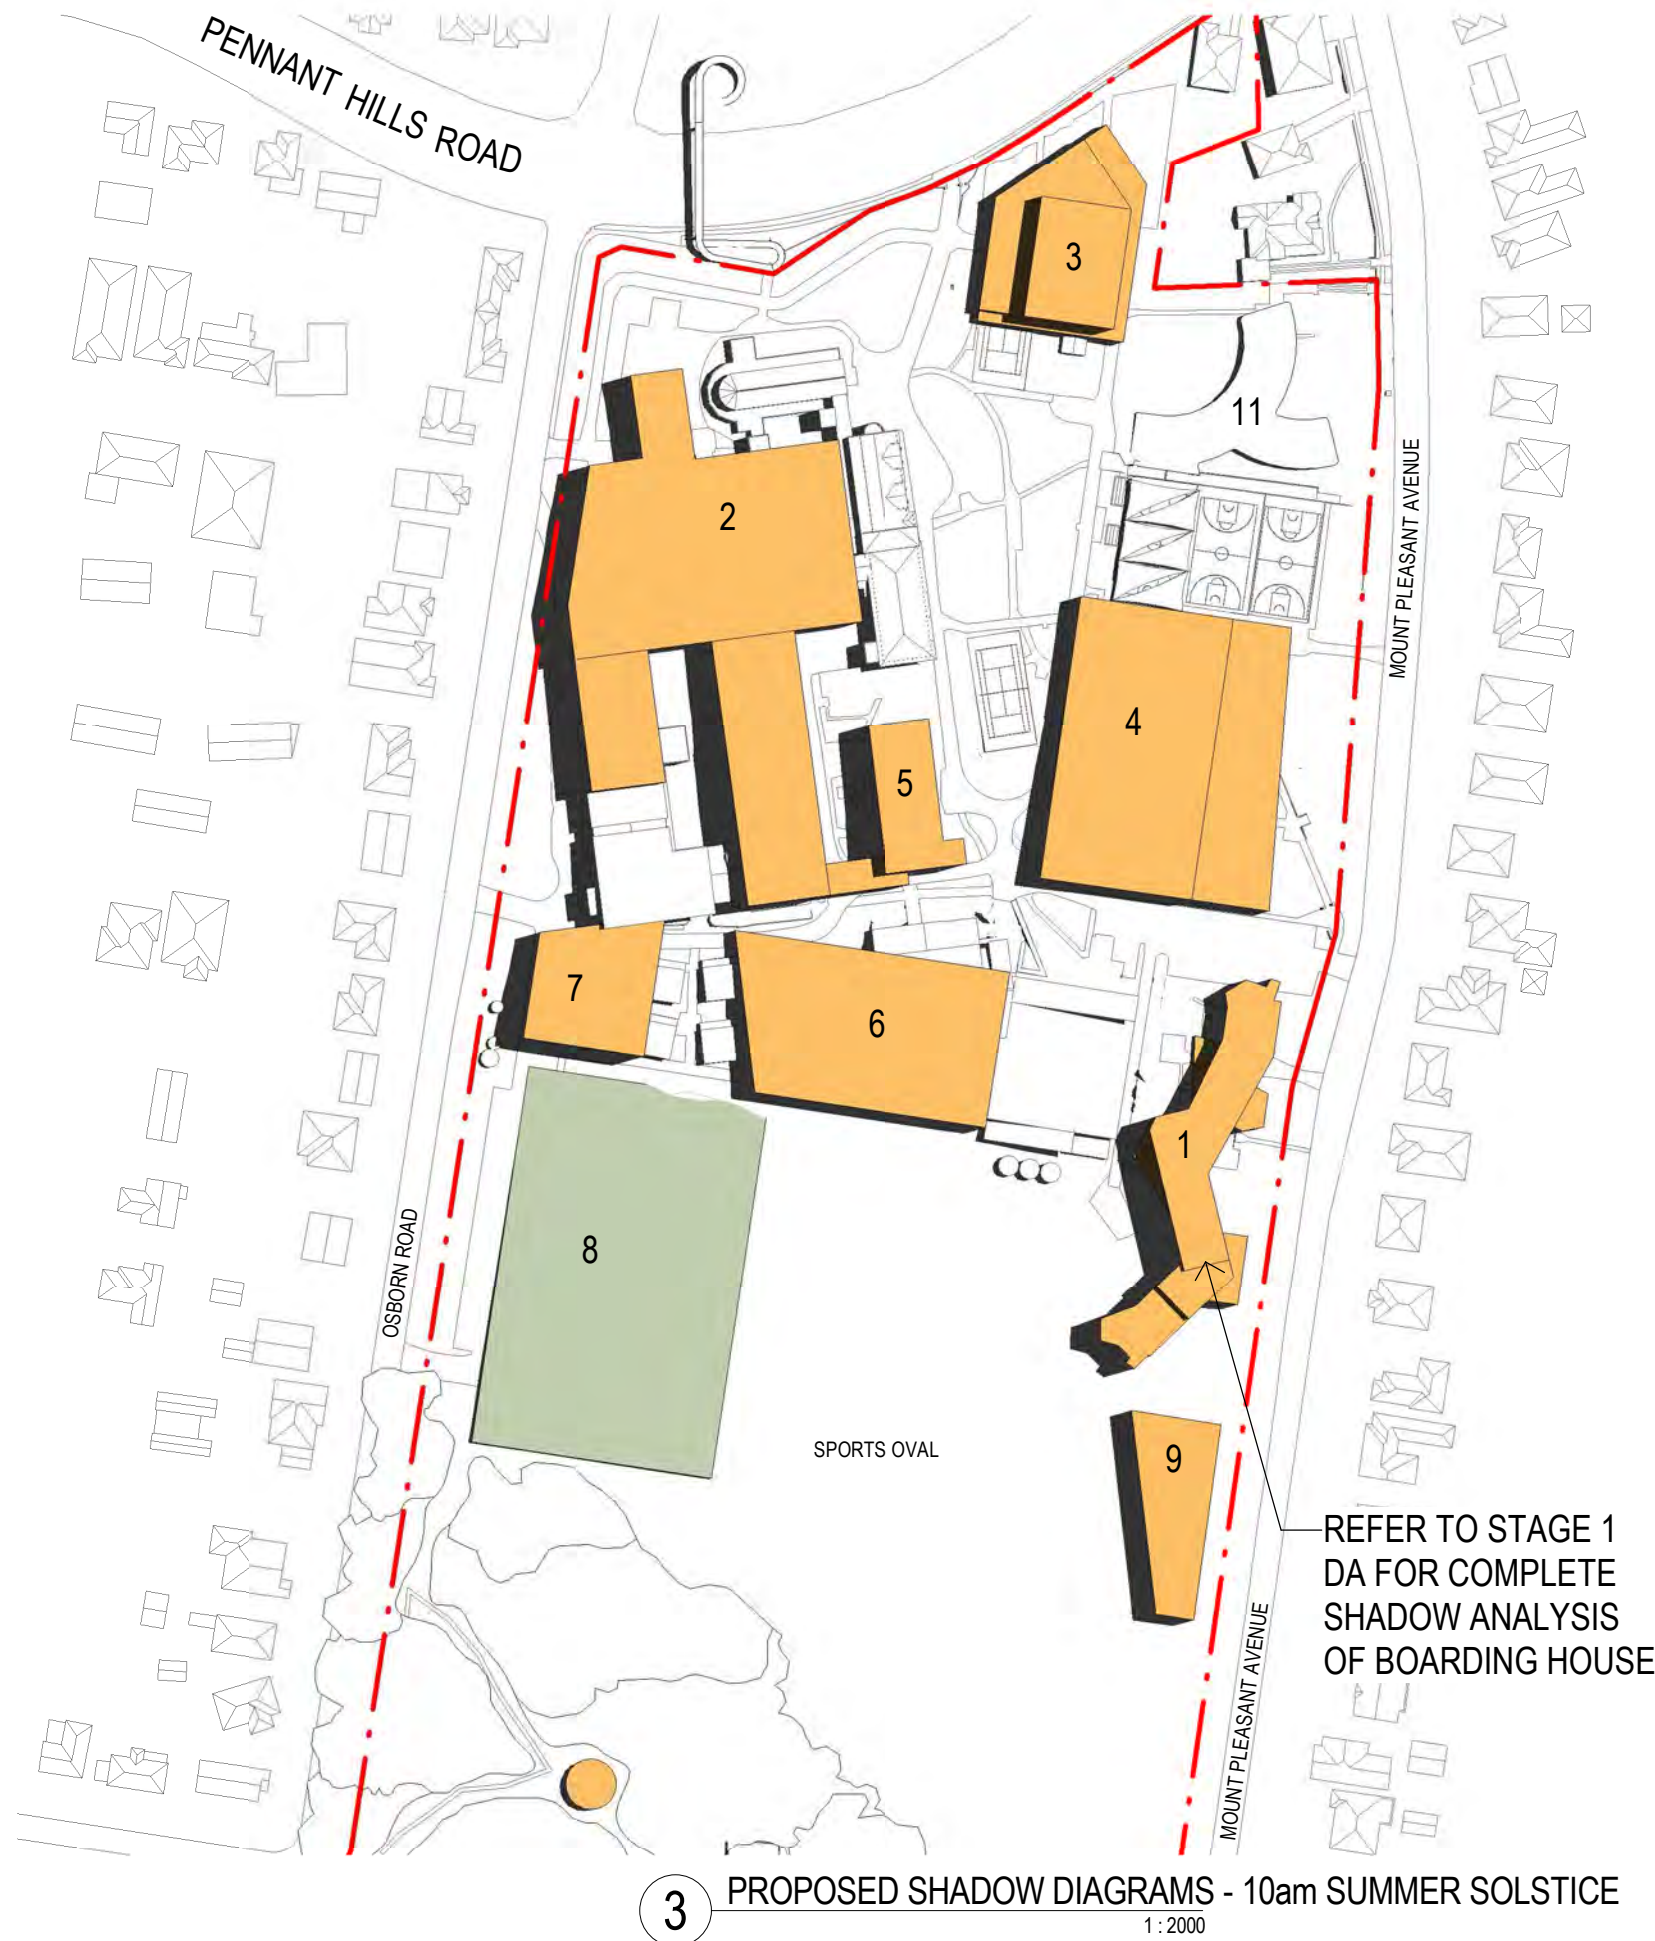 PENNANT HILLS ROAD
3
11
2
MOUNT PLEASANT AVENUE
4
5
7
6
1
8
OSBORN ROAD
SPORTS OVAL
9
REFER TO STAGE 1
DA FOR COMPLETE
SHADOW ANALYSIS
OF BOARDING HOUSE
MOUNT PLEASANT AVENUE
3 PROPOSED SHADOW DIAGRAMS - 10am SUMMER SOLSTICE
1 : 2000